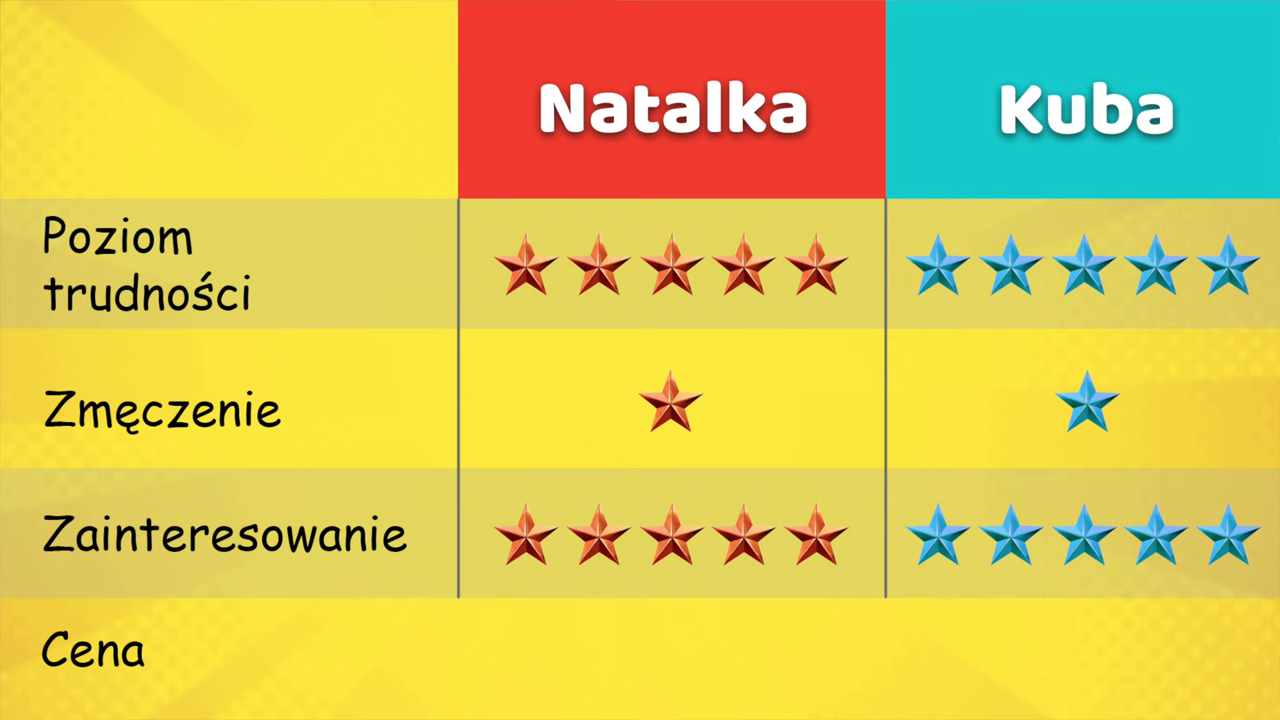 Natalka Kuba
Poziom
trudności
Zmęczenie
Zainteresowanie
Cena